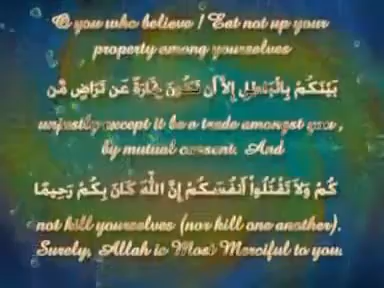 O you who believe ! Eat not up your
property among yourselves
بَيْنَكُمْ بِالْبَاطِلِ إِلاَّ أَن تَكُونَ تِجَارَةً عَن تَرَاضٍ مِّن
unjustly except it be a trade amongst you ,
by mutual consent. And
كُمْ وَلاَ تَقْتُلُواْ أَنفُسَكُمْ إِنَّ اللّهَ كَانَ بِكُمْ رَحِيمًا
not kill yourselves (nor kill one another).
Surely, Allah is Most Merciful to you.